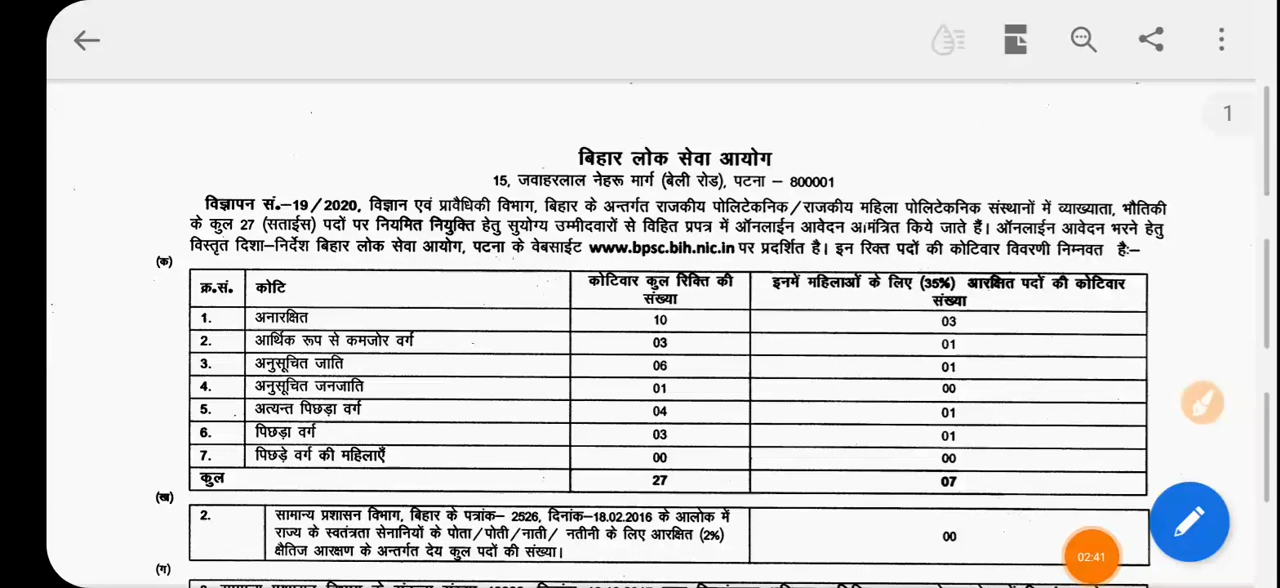 1
बिहार लोक सेवा आयोग
15, जवाहरलाल नेहरू मार्ग (बेली रोड), पटना – 800001
विज्ञापन सं.–19/2020, विज्ञान एवं प्रावैधिकी विभाग, बिहार के अन्तर्गत राजकीय पोलिटेकनिक/राजकीय महिला पोलिटेकनिक संस्थानों में व्याख्याता, भौतिकी
के कुल 27 (सताईस) पदों पर नियमित नियुक्ति हेतु सुयोग्य उम्मीदवारों से विहित प्रपत्र में ऑनलाईन आवेदन आमंत्रित किये जाते हैं। ऑनलाईन आवेदन भरने हेतु
विस्तृत दिशा–निर्देश बिहार लोक सेवा आयोग, पटना के वेबसाईट www.bpsc.bih.nic.in पर प्रदर्शित है। इन रिक्त पदों की कोटिवार विवरणी निम्नवत है:–
(क)
क्र.सं. कोटि कोटिवार कुल रिक्ति की संख्या इनमें महिलाओं के लिए (35%) आरक्षित पदों की कोटिवार संख्या
1. अनारक्षित 10 03
2. आर्थिक रूप से कमजोर वर्ग 03 01
3. अनुसूचित जाति 06 01
4. अनुसूचित जनजाति 01 00
5. अत्यन्त पिछड़ा वर्ग 04 01
6. पिछड़ा वर्ग 03 01
7. पिछड़े वर्ग की महिलाएँ 00 00
कुल 27 07
(ख)
2. सामान्य प्रशासन विभाग, बिहार के पत्रांक– 2526, दिनांक–18.02.2016 के आलोक में
राज्य के स्वतंत्रता सेनानियों के पोता/पोती/नाती/ नतीनी के लिए आरक्षित (2%) 00
क्षैतिज आरक्षण के अन्तर्गत देय कुल पदों की संख्या।
02:41
(ग)